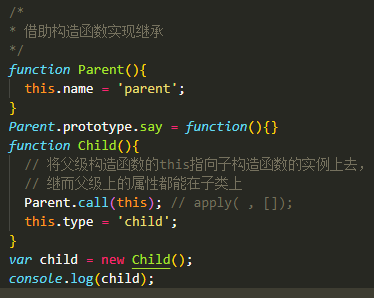 /*
* 借助构造函数实现继承
*/
function Parent(){
  this.name = 'parent';
}
Parent.prototype.say = function(){}
function Child(){
  // 将父级构造函数的this指向子构造函数的实例上去,
  // 继而父级上的属性都能在子类上
  Parent.call(this); // apply( , []);
  this.type = 'child';
}
var child = new Child();
console.log(child);